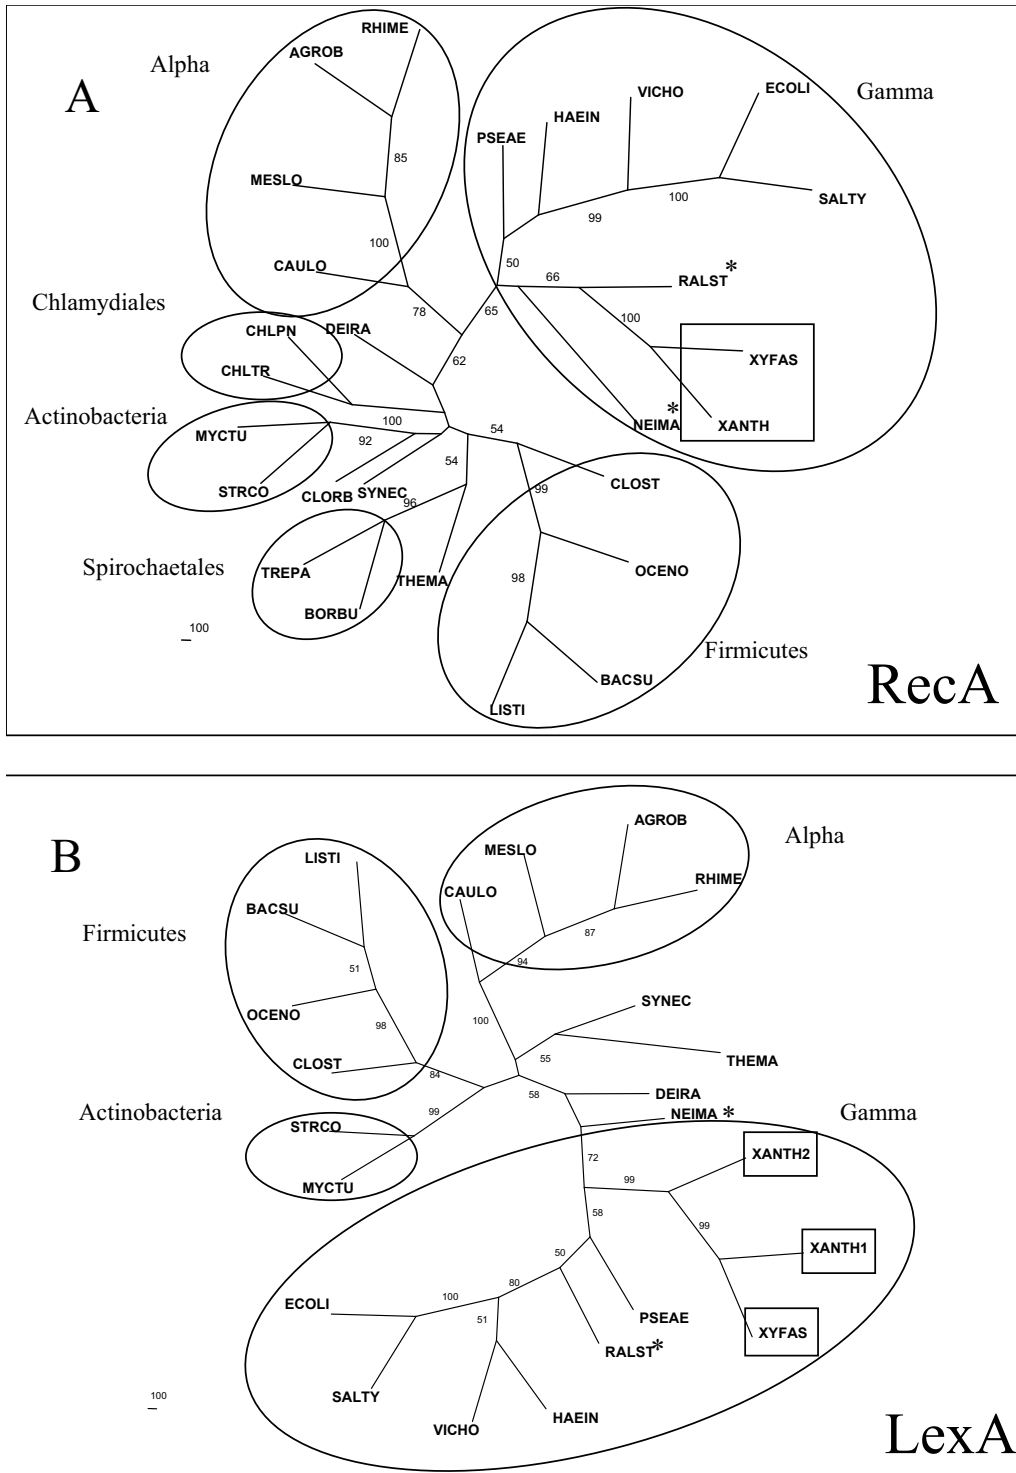 RHIME
AGROB
Alpha
A
VICHO
ECOLI
Gamma
HAEIN
PSEAE
85
MESLO
100
SALTY
99
100
CAULO
50
66
RALST*
Chlamydiales
78
65
100
CHLPN
DEIRA
62
XYFAS
CHLTR
Actinobacteria
100
54
*
NEIMA
XANTH
MYCTU
92
54
STRCO
CLORB
SYNEC
96
99
CLOST
Spirochaetales
TREPA
THEMA
98
OCENO
BORBU
100
Firmicutes
BACSU
LISTI
RecA
B
AGROB
Alpha
LISTI
MESLO
RHIME
CAULO
BACSU
Firmicutes
87
51
94
SYNEC
OCENO
98
100
55
THEMA
CLOST
84
58
DEIRA
Actinobacteria
99
NEIMA *
Gamma
STRCO
72
XANTH2
MYCTU
99
58
99
XANTH1
50
80
100
ECOLI
51
PSEAE
XYFAS
RALST*
100
SALTY
HAEIN
VICHO
LexA